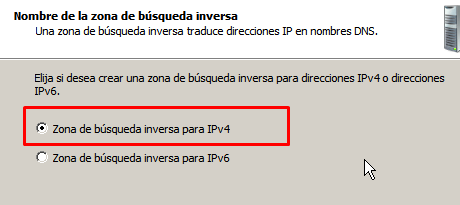 Nombre de la zona de búsqueda inversa
Una zona de búsqueda inversa traduce direcciones IP en nombres DNS.
Elija si desea crear una zona de búsqueda inversa para direcciones IPv4 o direcciones
IPv6.
Zona de búsqueda inversa para IPv4
Zona de búsqueda inversa para IPv6